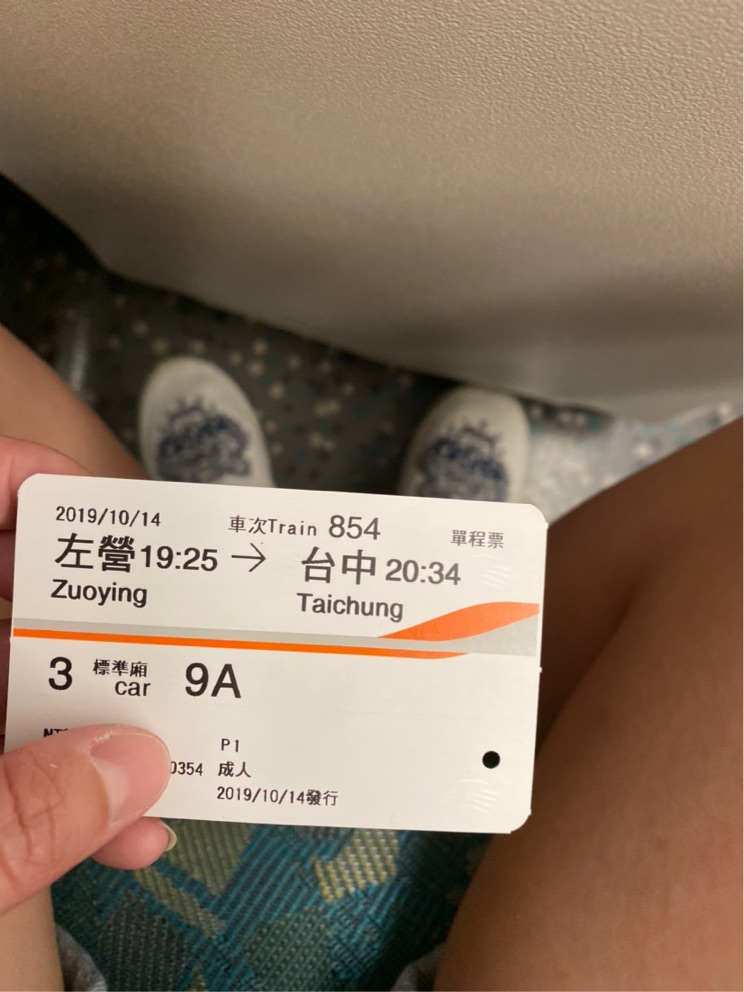 2019/10/14 車次Train 854 單程票
左營19:25 → 台中20:34
Zuoying Taichung
3 標準廂 car 9A
P1
0354 成人
2019/10/14發行